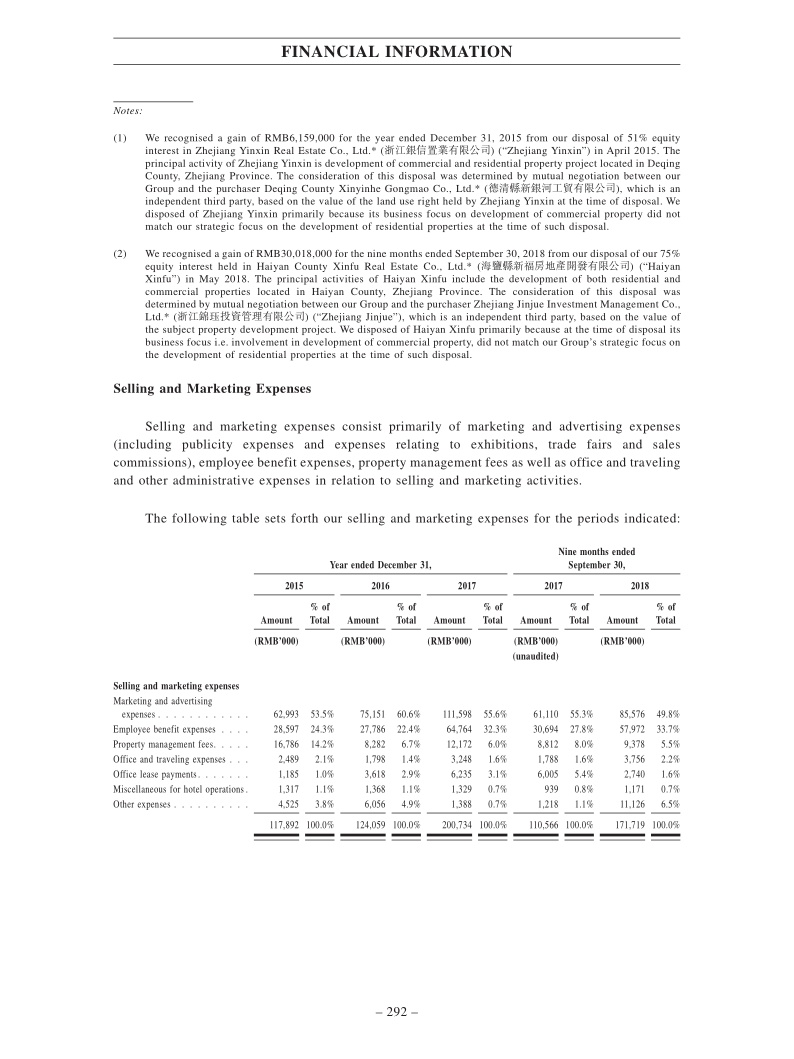 FINANCIAL INFORMATION
Notes:
(1) We recognised a gain of RMB6,159,000 for the year ended December 31, 2015 from our disposal of 51% equity
interest in Zhejiang Yinxin Real Estate Co., Ltd.* (浙江銀信置業有限公司) (“Zhejiang Yinxin”) in April 2015. The
principal activity of Zhejiang Yinxin is development of commercial and residential property project located in Deqing
County, Zhejiang Province. The consideration of this disposal was determined by mutual negotiation between our
Group and the purchaser Deqing County Xinyinhe Gongmao Co., Ltd.* (德清縣新銀河工貿有限公司), which is an
independent third party, based on the value of the land use right held by Zhejiang Yinxin at the time of disposal. We
disposed of Zhejiang Yinxin primarily because its business focus on development of commercial property did not
match our strategic focus on the development of residential properties at the time of such disposal.
(2) We recognised a gain of RMB30,018,000 for the nine months ended September 30, 2018 from our disposal of our 75%
equity interest held in Haiyan County Xinfu Real Estate Co., Ltd.* (海鹽縣新福房地產開發有限公司) (“Haiyan
Xinfu”) in May 2018. The principal activities of Haiyan Xinfu include the development of both residential and
commercial properties located in Haiyan County, Zhejiang Province. The consideration of this disposal was
determined by mutual negotiation between our Group and the purchaser Zhejiang Jinjue Investment Management Co.,
Ltd.* (浙江錦珏投資管理有限公司) (“Zhejiang Jinjue”), which is an independent third party, based on the value of
the subject property development project. We disposed of Haiyan Xinfu primarily because at the time of disposal its
business focus i.e. involvement in development of commercial property, did not match our Group’s strategic focus on
the development of residential properties at the time of such disposal.
Selling and Marketing Expenses
Selling and marketing expenses consist primarily of marketing and advertising expenses
(including publicity expenses and expenses relating to exhibitions, trade fairs and sales
commissions), employee benefit expenses, property management fees as well as office and traveling
and other administrative expenses in relation to selling and marketing activities.
The following table sets forth our selling and marketing expenses for the periods indicated:
Nine months ended
Year ended December 31, September 30,
2015 2016 2017 2017 2018
% of % of % of % of % of
Amount Total Amount Total Amount Total Amount Total Amount Total
(RMB’000) (RMB’000) (RMB’000) (RMB’000) (RMB’000)
(unaudited)
Selling and marketing expenses
Marketing and advertising
expenses . . . . . . . . . . . . 62,993 53.5% 75,151 60.6% 111,598 55.6% 61,110 55.3% 85,576 49.8%
Employee benefit expenses . . . . 28,597 24.3% 27,786 22.4% 64,764 32.3% 30,694 27.8% 57,972 33.7%
Property management fees. . . . . 16,786 14.2% 8,282 6.7% 12,172 6.0% 8,812 8.0% 9,378 5.5%
Office and traveling expenses . . . 2,489 2.1% 1,798 1.4% 3,248 1.6% 1,788 1.6% 3,756 2.2%
Office lease payments . . . . . . . 1,185 1.0% 3,618 2.9% 6,235 3.1% 6,005 5.4% 2,740 1.6%
Miscellaneous for hotel operations . 1,317 1.1% 1,368 1.1% 1,329 0.7% 939 0.8% 1,171 0.7%
Other expenses . . . . . . . . . . 4,525 3.8% 6,056 4.9% 1,388 0.7% 1,218 1.1% 11,126 6.5%
117,892 100.0% 124,059 100.0% 200,734 100.0% 110,566 100.0% 171,719 100.0%
– 292 –